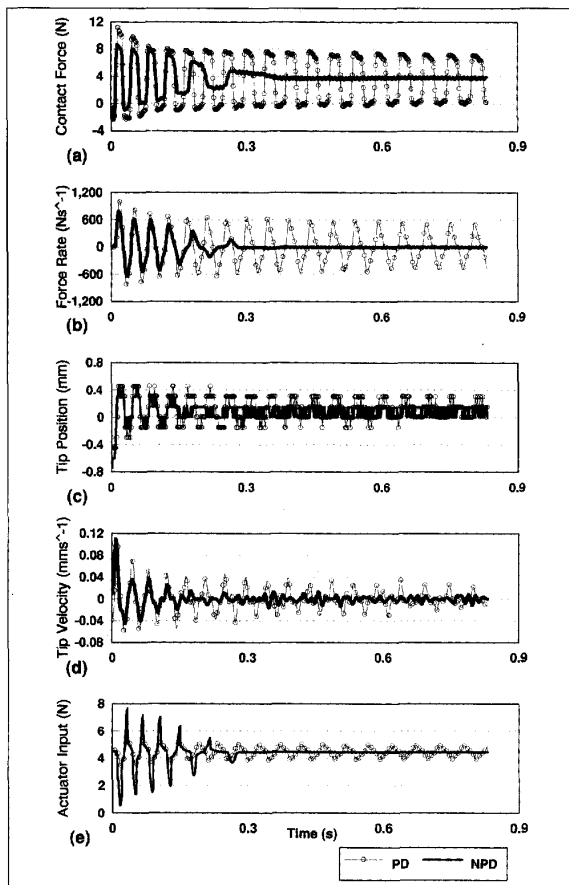 12
8
4
0
-4
Contact Force (N)
0 0.3 0.6 0.9
(a)
1,200
600
0
-600
-1,200
Force Rate (Ns^-1)
0 0.3 0.6 0.9
(b)
0.8
0.4
0
-0.4
-0.8
Tip Position (mm)
0 0.3 0.6 0.9
(c)
0.12
0.08
0.04
0
-0.04
-0.08
Tip Velocity (mms^-1)
0 0.3 0.6 0.9
(d)
8
6
4
2
0
Actuator Input (N)
0 0.3 0.6 0.9
(e)
Time (s)
PD NPD